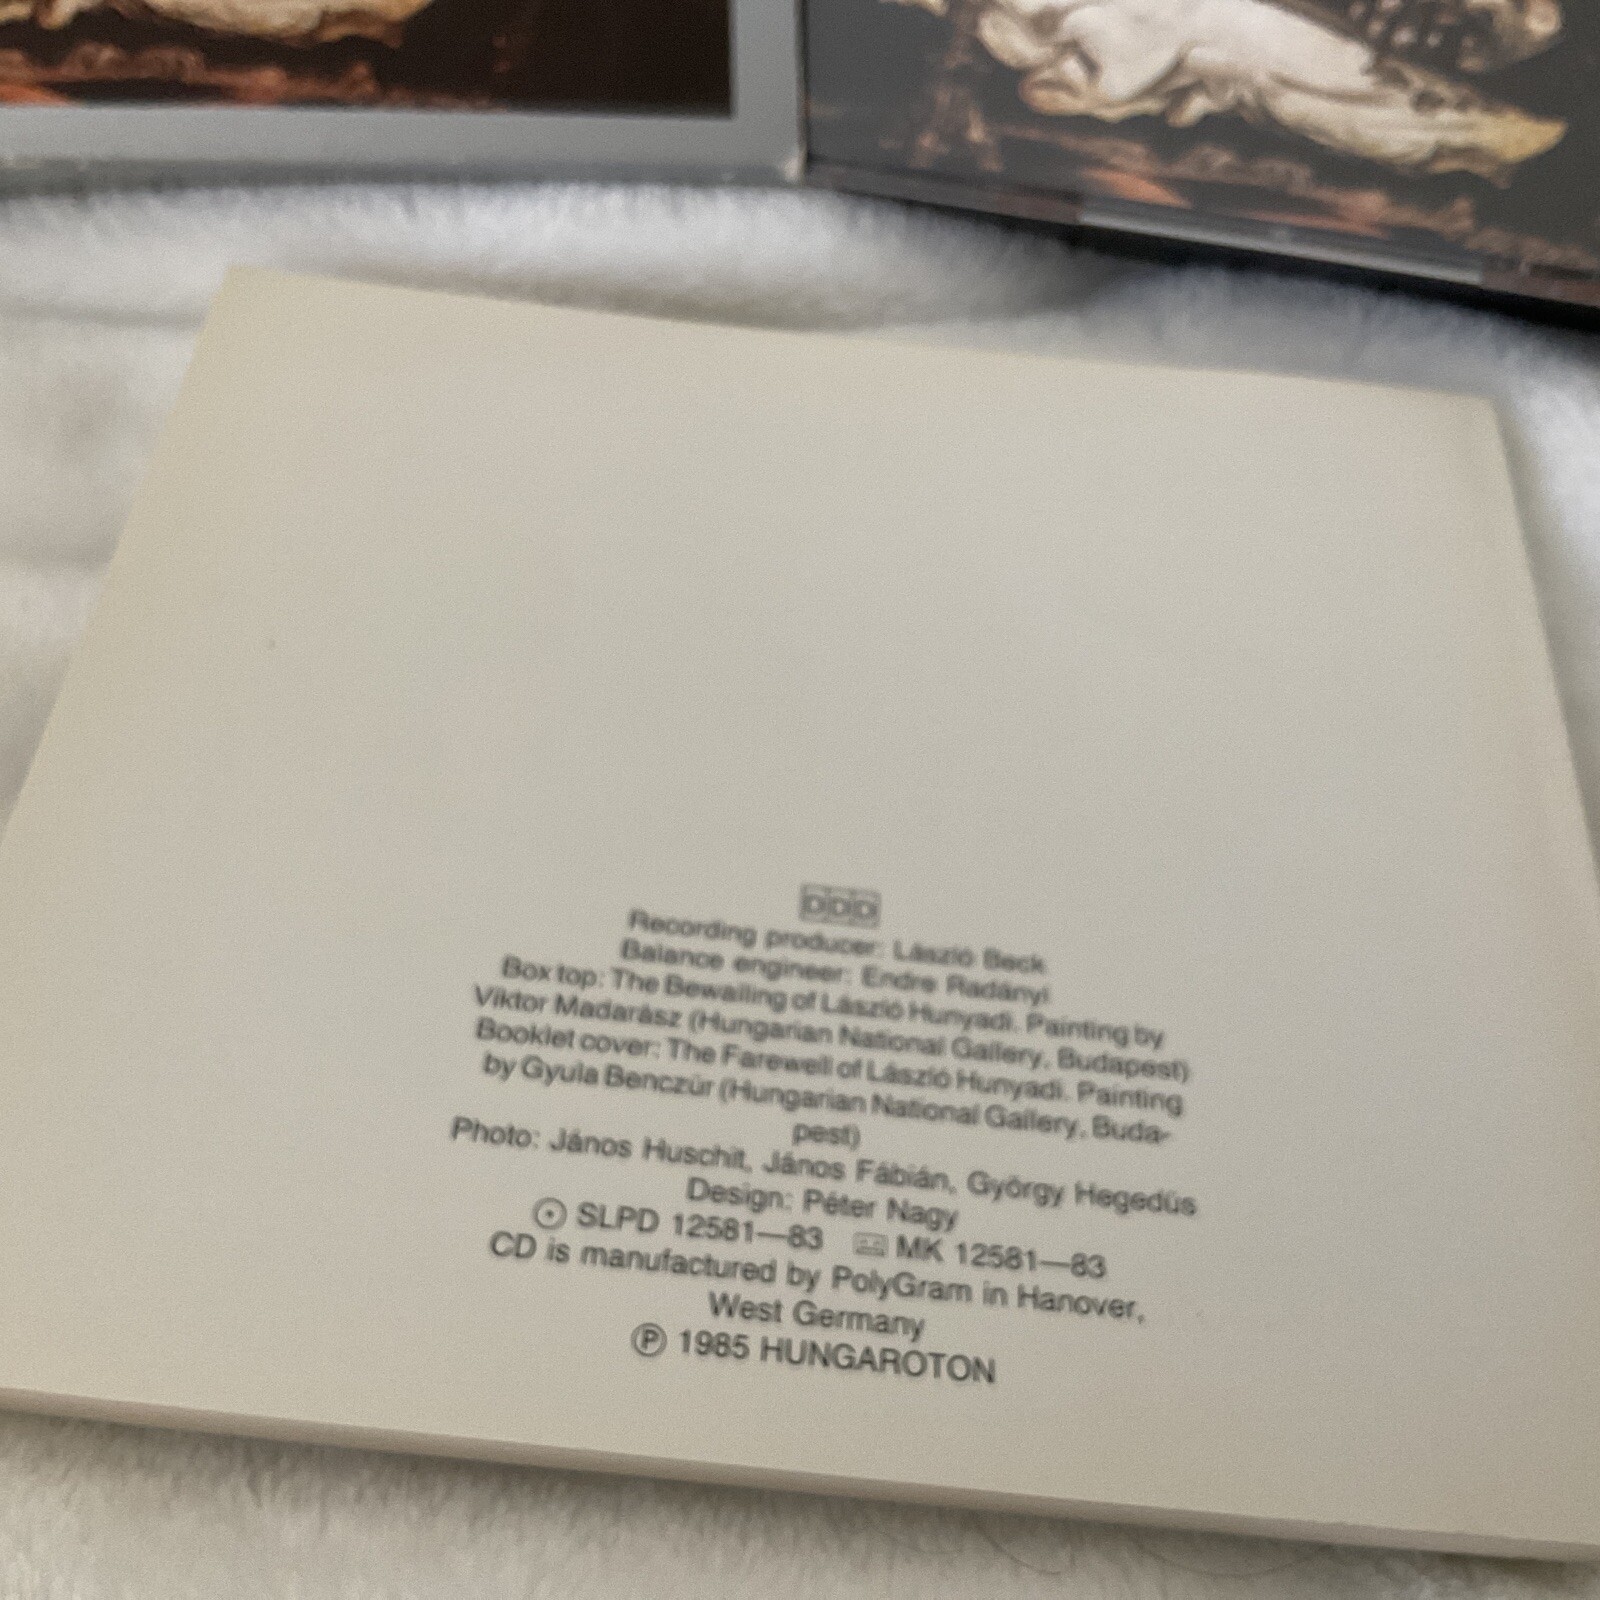 DDD
Recording producer: László Beck
Balance engineer: Endre Radányi
Box top: The Bewailing of László Hunyadi. Painting by
Viktor Madarász (Hungarian National Gallery, Budapest)
Booklet cover: The Farewell of László Hunyadi. Painting
by Gyula Benczúr (Hungarian National Gallery, Buda-
pest)
Photo: János Huschit, János Fábián, György Hegedüs
Design: Péter Nagy
SLPD 12581—83 MK 12581—83
CD is manufactured by PolyGram in Hanover,
West Germany
℗ 1985 HUNGAROTON